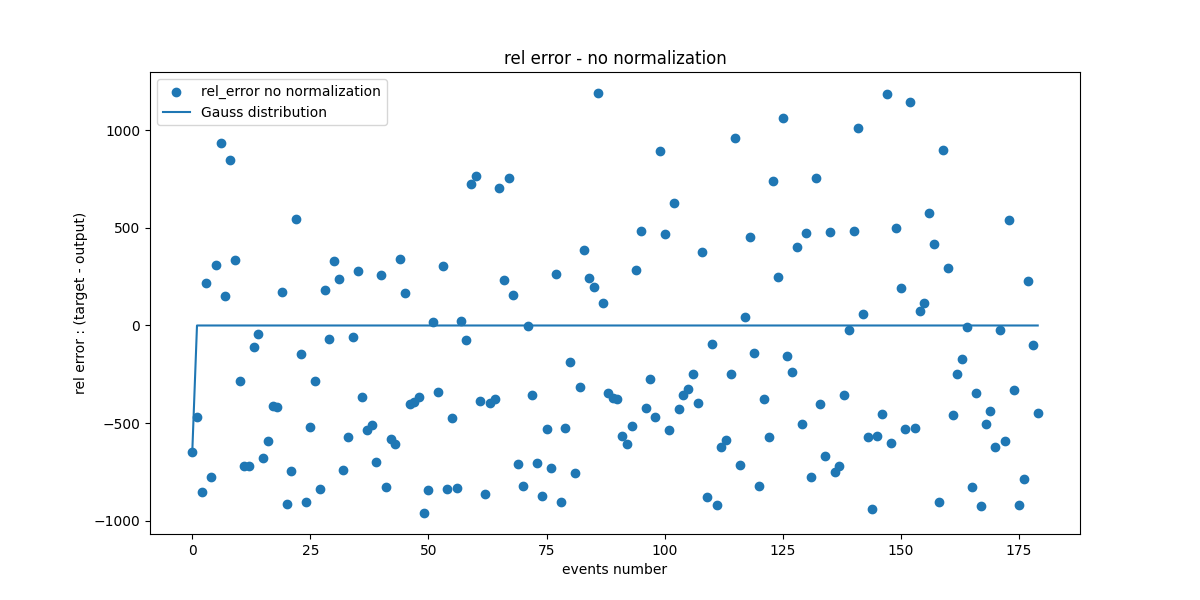 rel error - no normalization
rel_error no normalization
Gauss distribution
rel error : (target - output)
1000
500
0
−500
−1000
0 25 50 75 100 125 150 175
events number